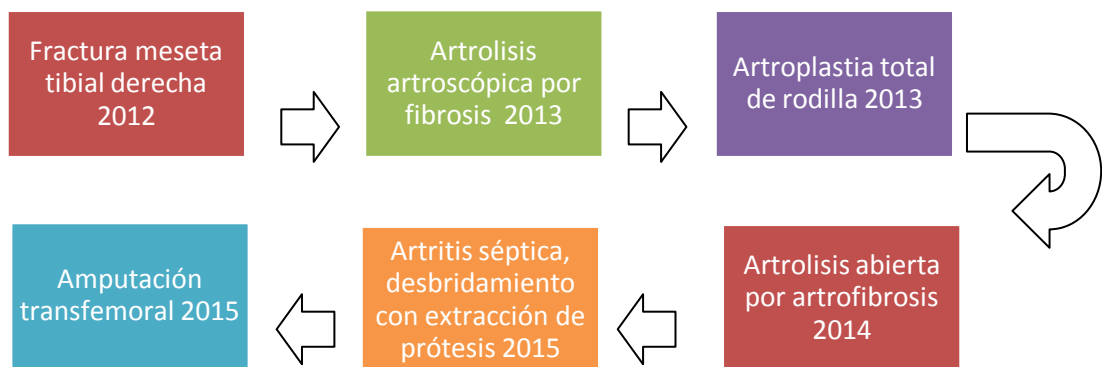 Fractura meseta
tibial derecha
2012
Artrolisis
artroscópica por
fibrosis 2013
Artroplastia total
de rodilla 2013
Artrolisis abierta
por artrofibrosis
2014
Artritis séptica,
desbridamiento
con extracción de
prótesis 2015
Amputación
transfemoral 2015